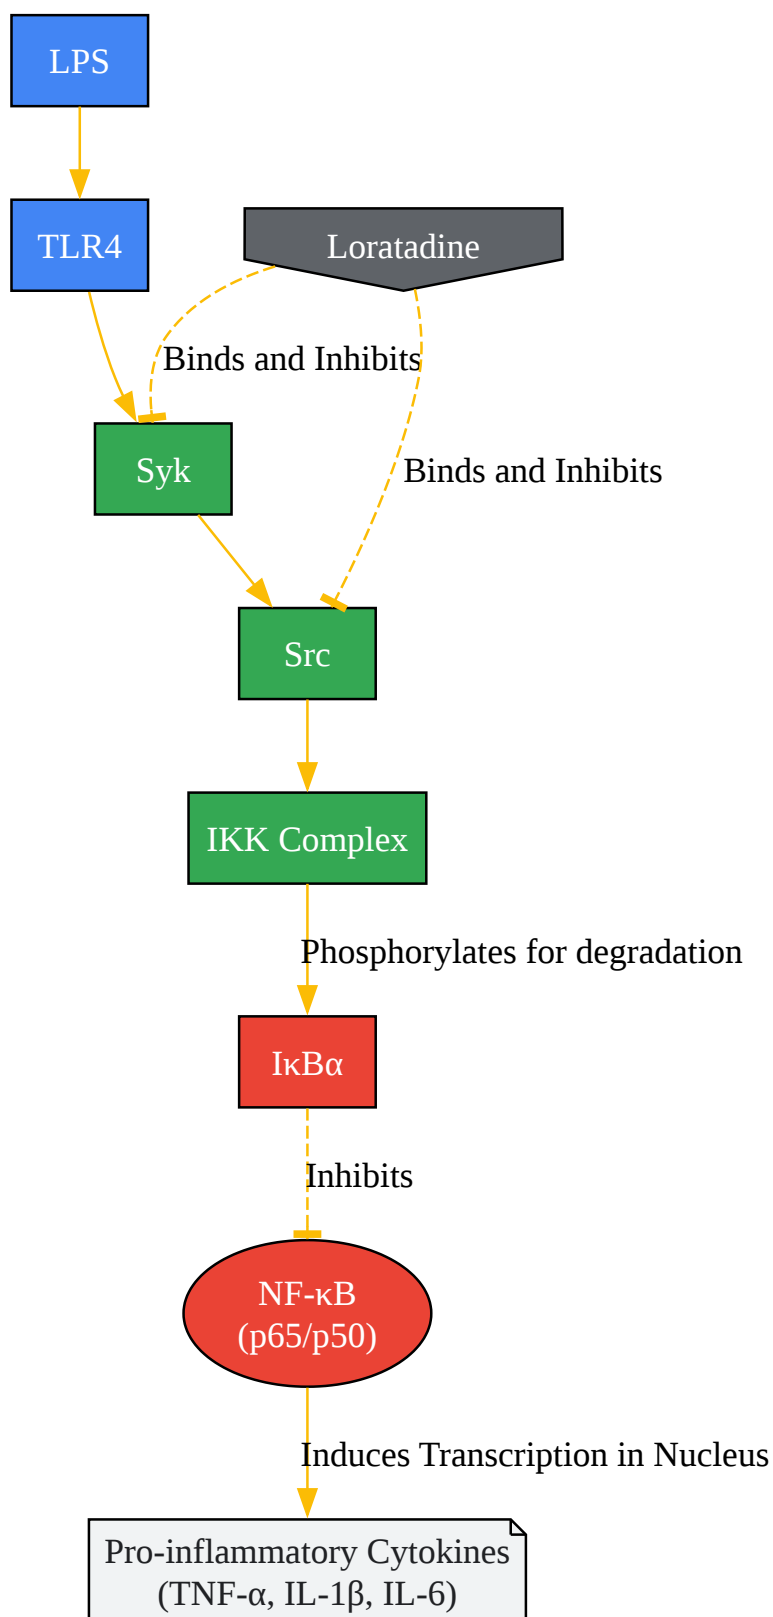 LPS
TLR4
Loratadine
Binds and Inhibits
Syk
Binds and Inhibits
Src
IKK Complex
Phosphorylates for degradation
IκBα
Inhibits
NF-κB
(p65/p50)
Induces Transcription in Nucleus
Pro-inflammatory Cytokines
(TNF-α, IL-1β, IL-6)